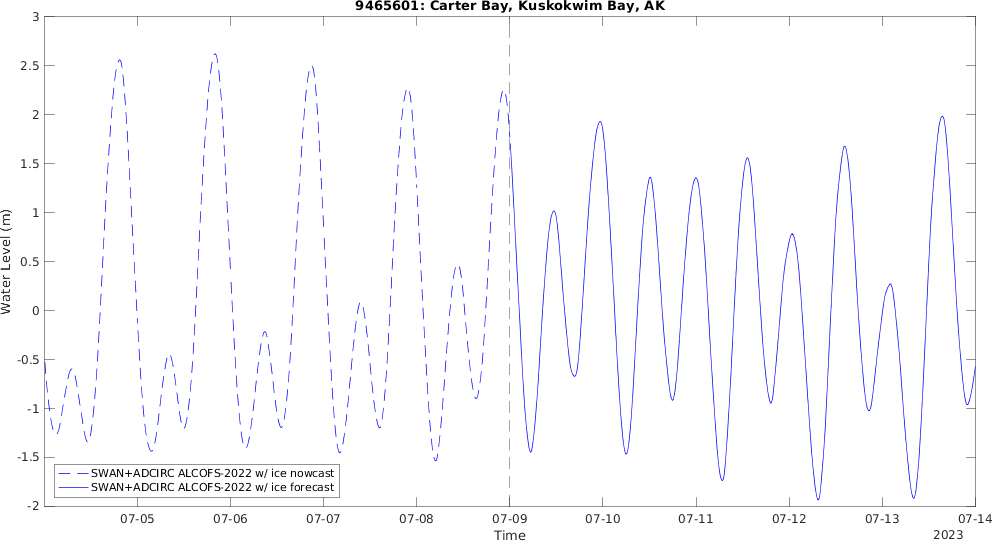 9465601: Carter Bay, Kuskokwim Bay, AK
3
2.5
2
1.5
1
0.5
0
-0.5
-1
-1.5
-2
Water Level (m)
SWAN+ADCIRC ALCOFS-2022 w/ ice nowcast
SWAN+ADCIRC ALCOFS-2022 w/ ice forecast
07-05 07-06 07-07 07-08 07-09 07-10 07-11 07-12 07-13 07-14
Time
2023